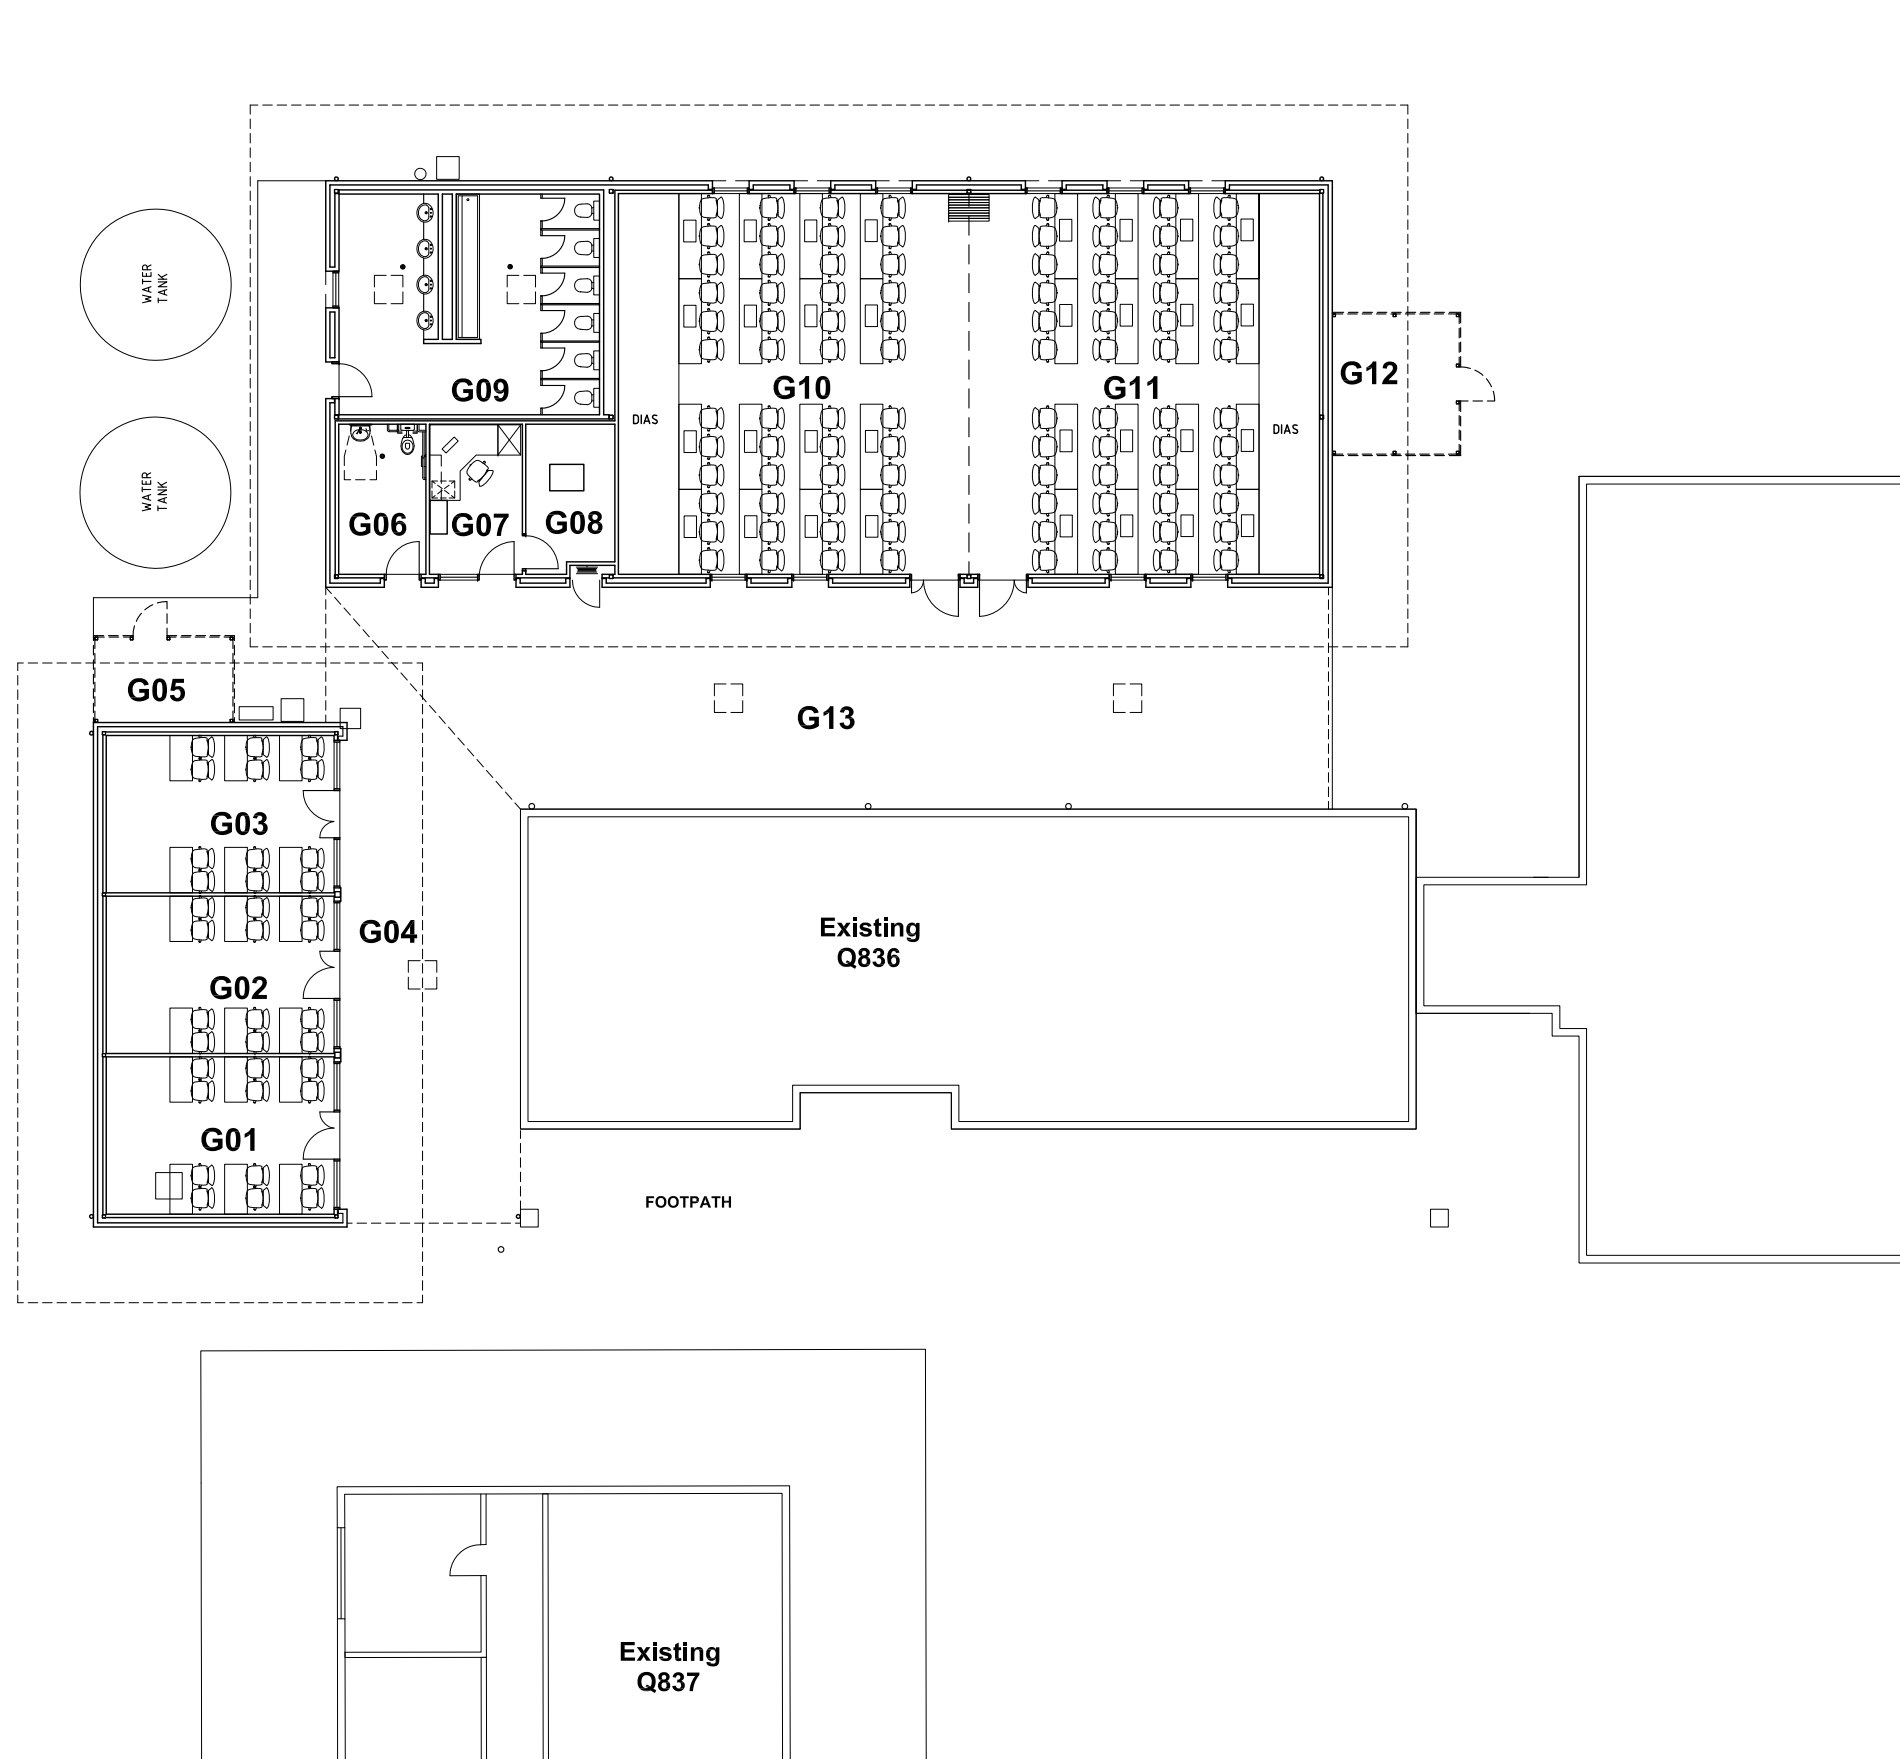 WATER
TANK
G09
G10
G11
G12
DIAS
DIAS
WATER
TANK
G06
G07
G08
G05
G13
G03
G04
Existing
Q836
G02
G01
FOOTPATH
Existing
Q837